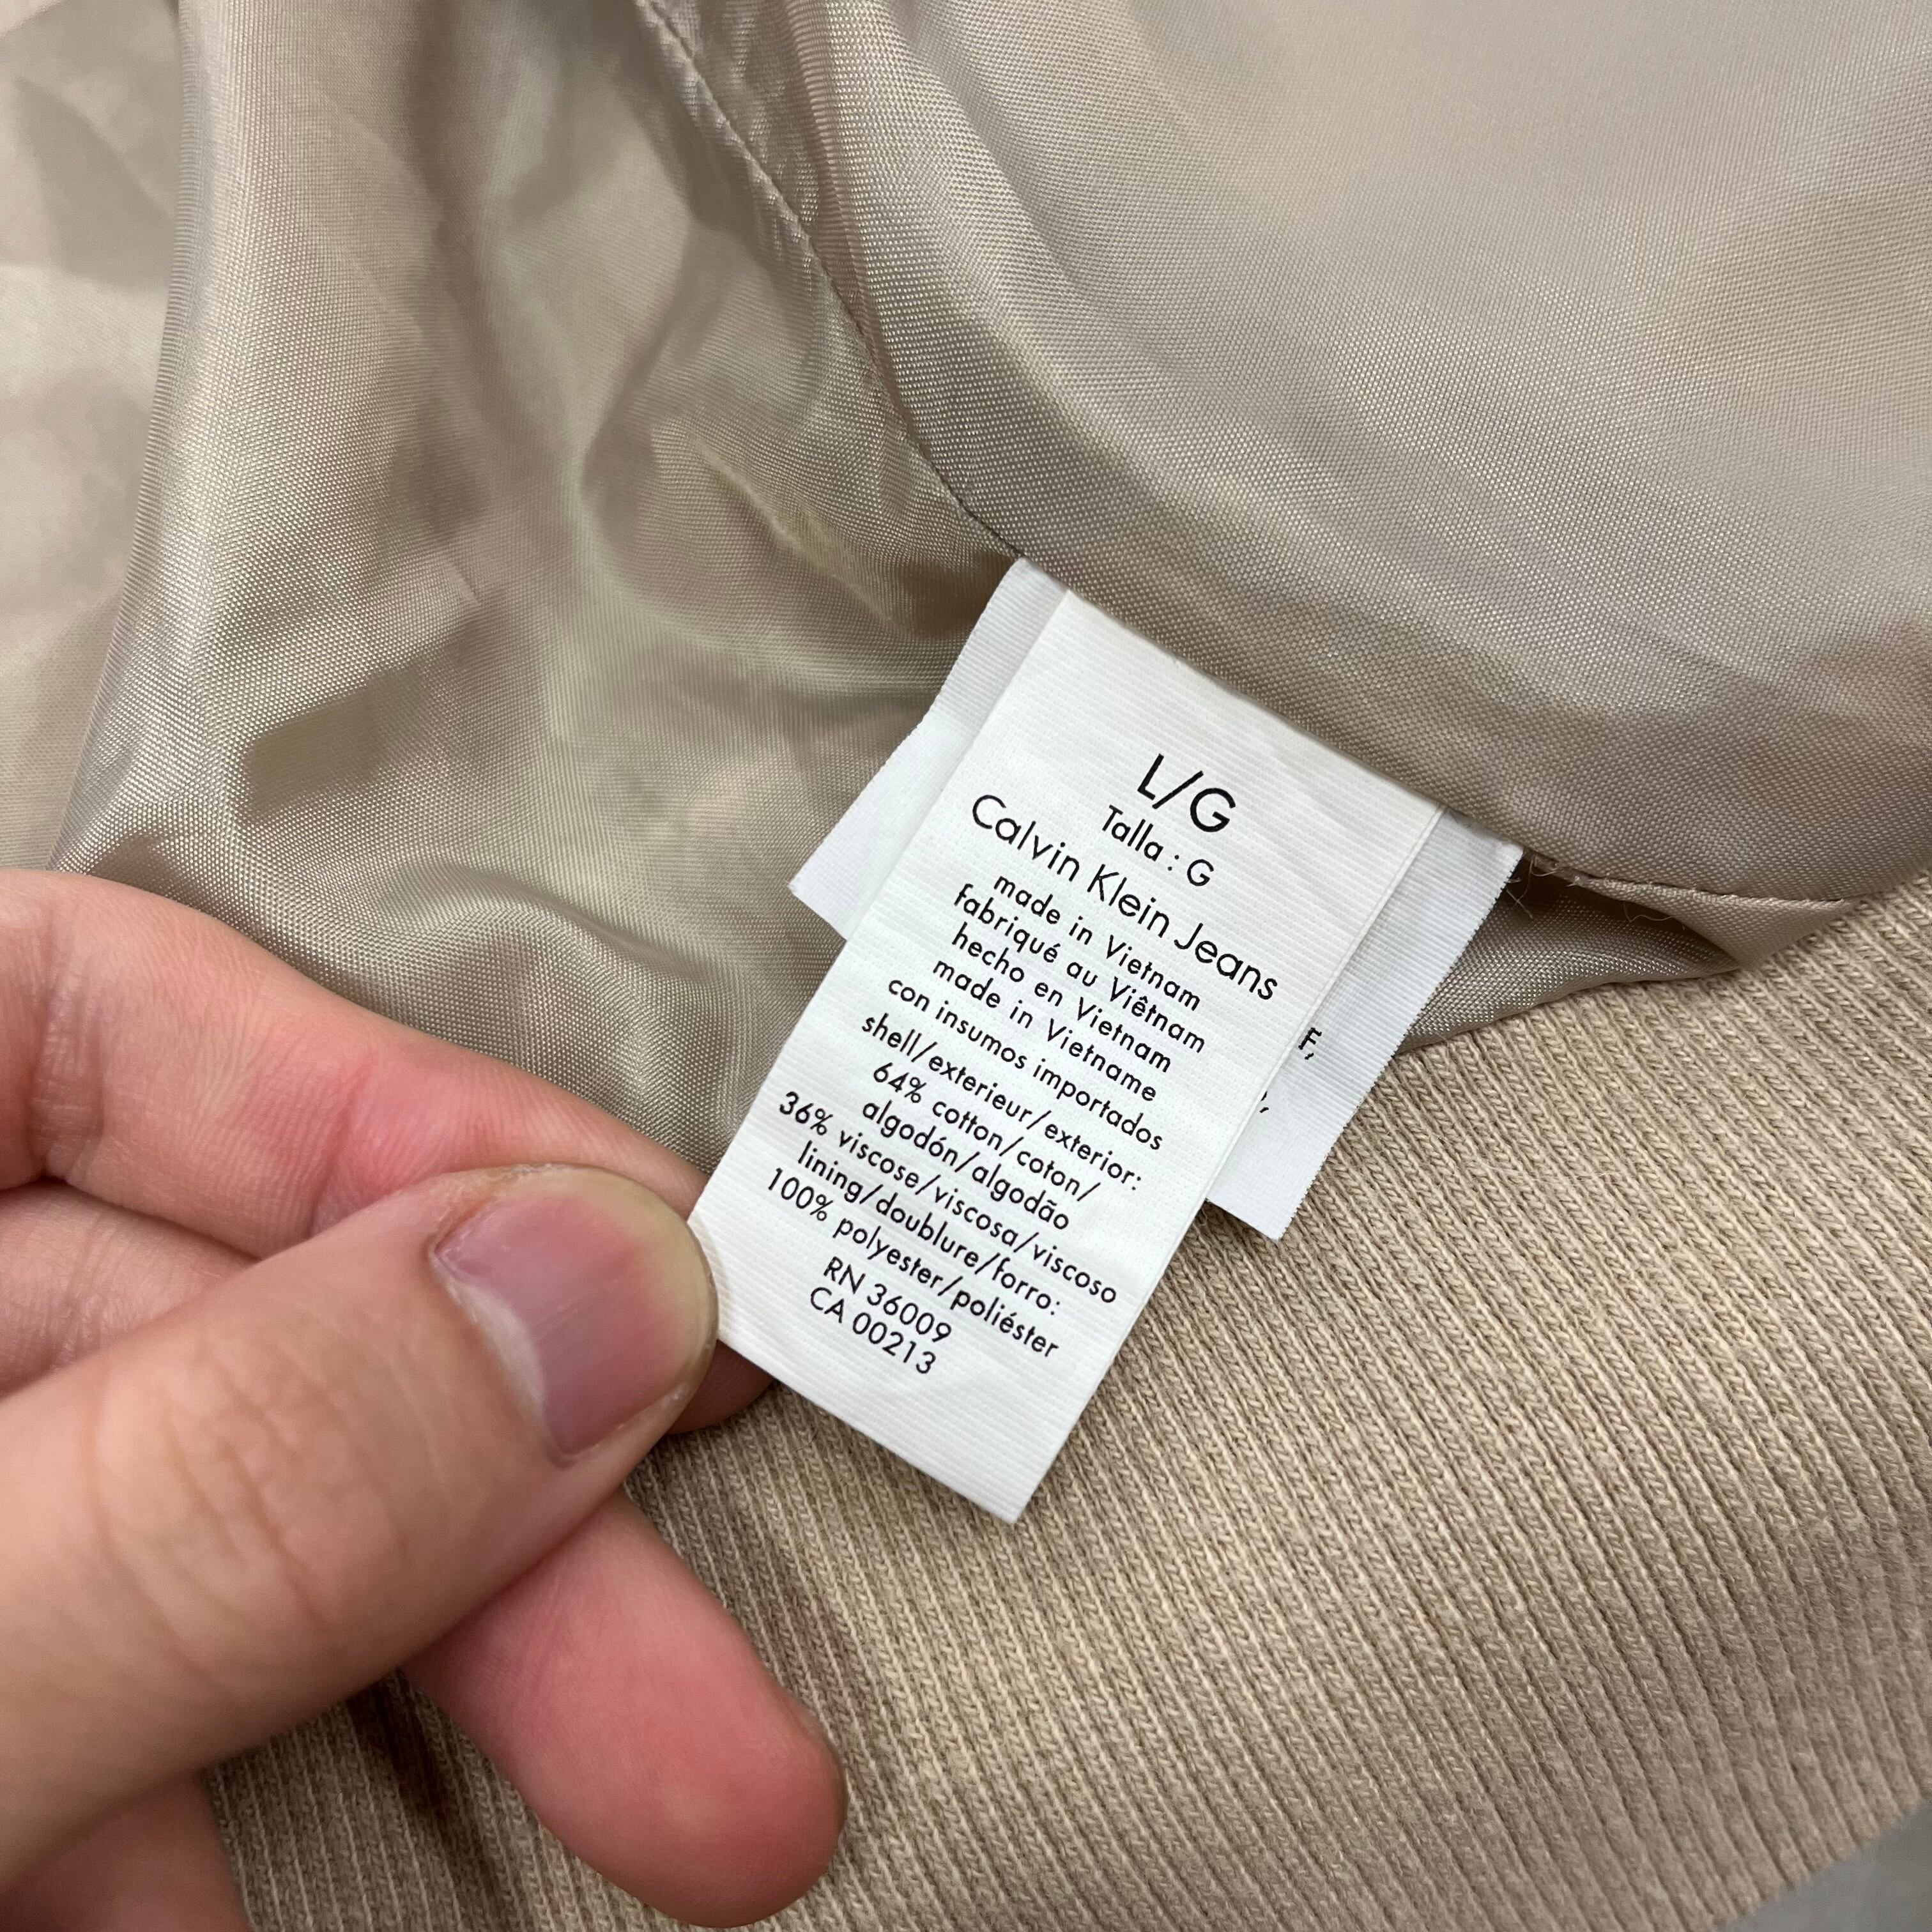 L/G
Talla : G
Calvin Klein Jeans
made in Vietnam
fabriqué au Viêtnam
hecho en Vietnam
made in Vietname
con insumos importados
shell/exterieur/exterior:
64% cotton/coton/
algodón/algodão
36% viscose/viscosa/viscoso
lining/doublure/forro:
100% polyester/poliéster
RN 36009
CA 00213
F,